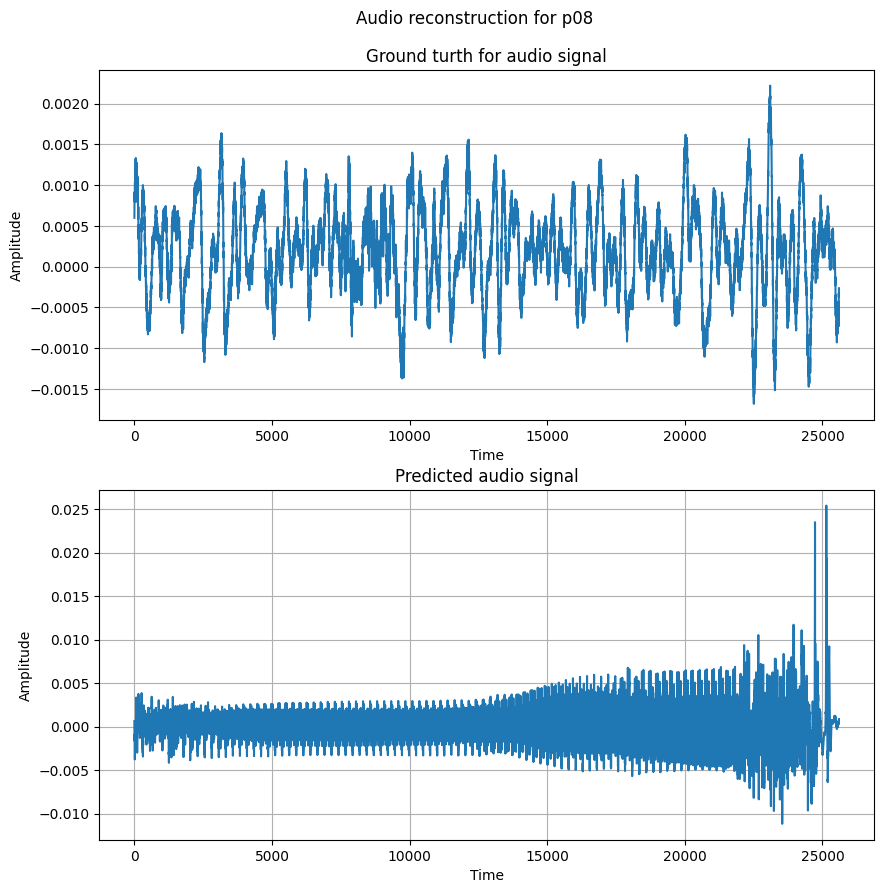 Audio reconstruction for p08
Ground turth for audio signal
0.0020
0.0015
0.0010
0.0005
0.0000
−0.0005
−0.0010
−0.0015
Amplitude
0 5000 10000 15000 20000 25000
Time
Predicted audio signal
0.025
0.020
0.015
0.010
0.005
0.000
−0.005
−0.010
Amplitude
0 5000 10000 15000 20000 25000
Time